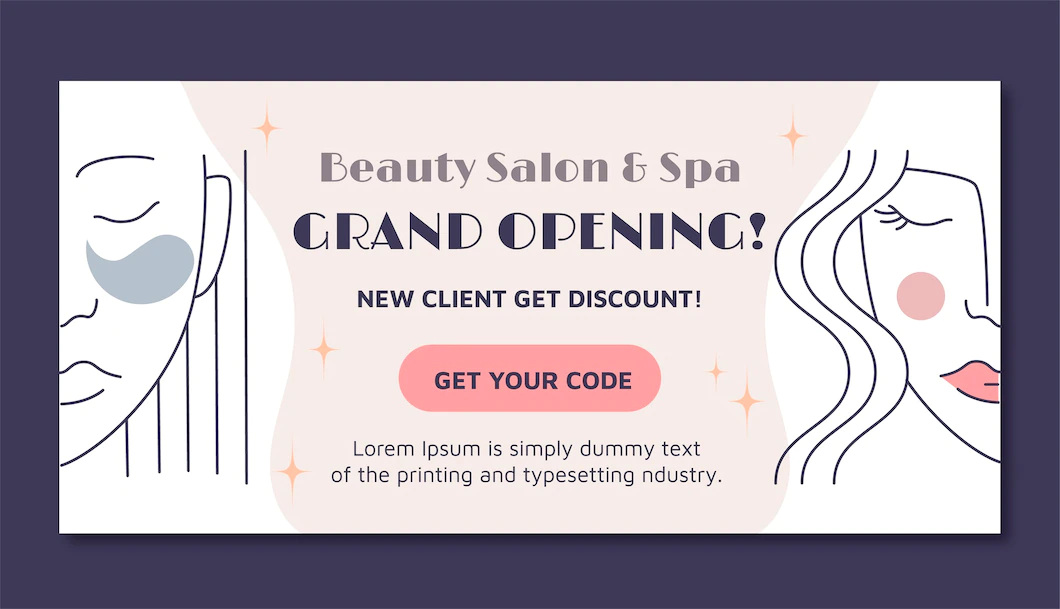 Beauty Salon & Spa
GRAND OPENING!
NEW CLIENT GET DISCOUNT!
GET YOUR CODE
Lorem Ipsum is simply dummy text
of the printing and typesetting ndustry.